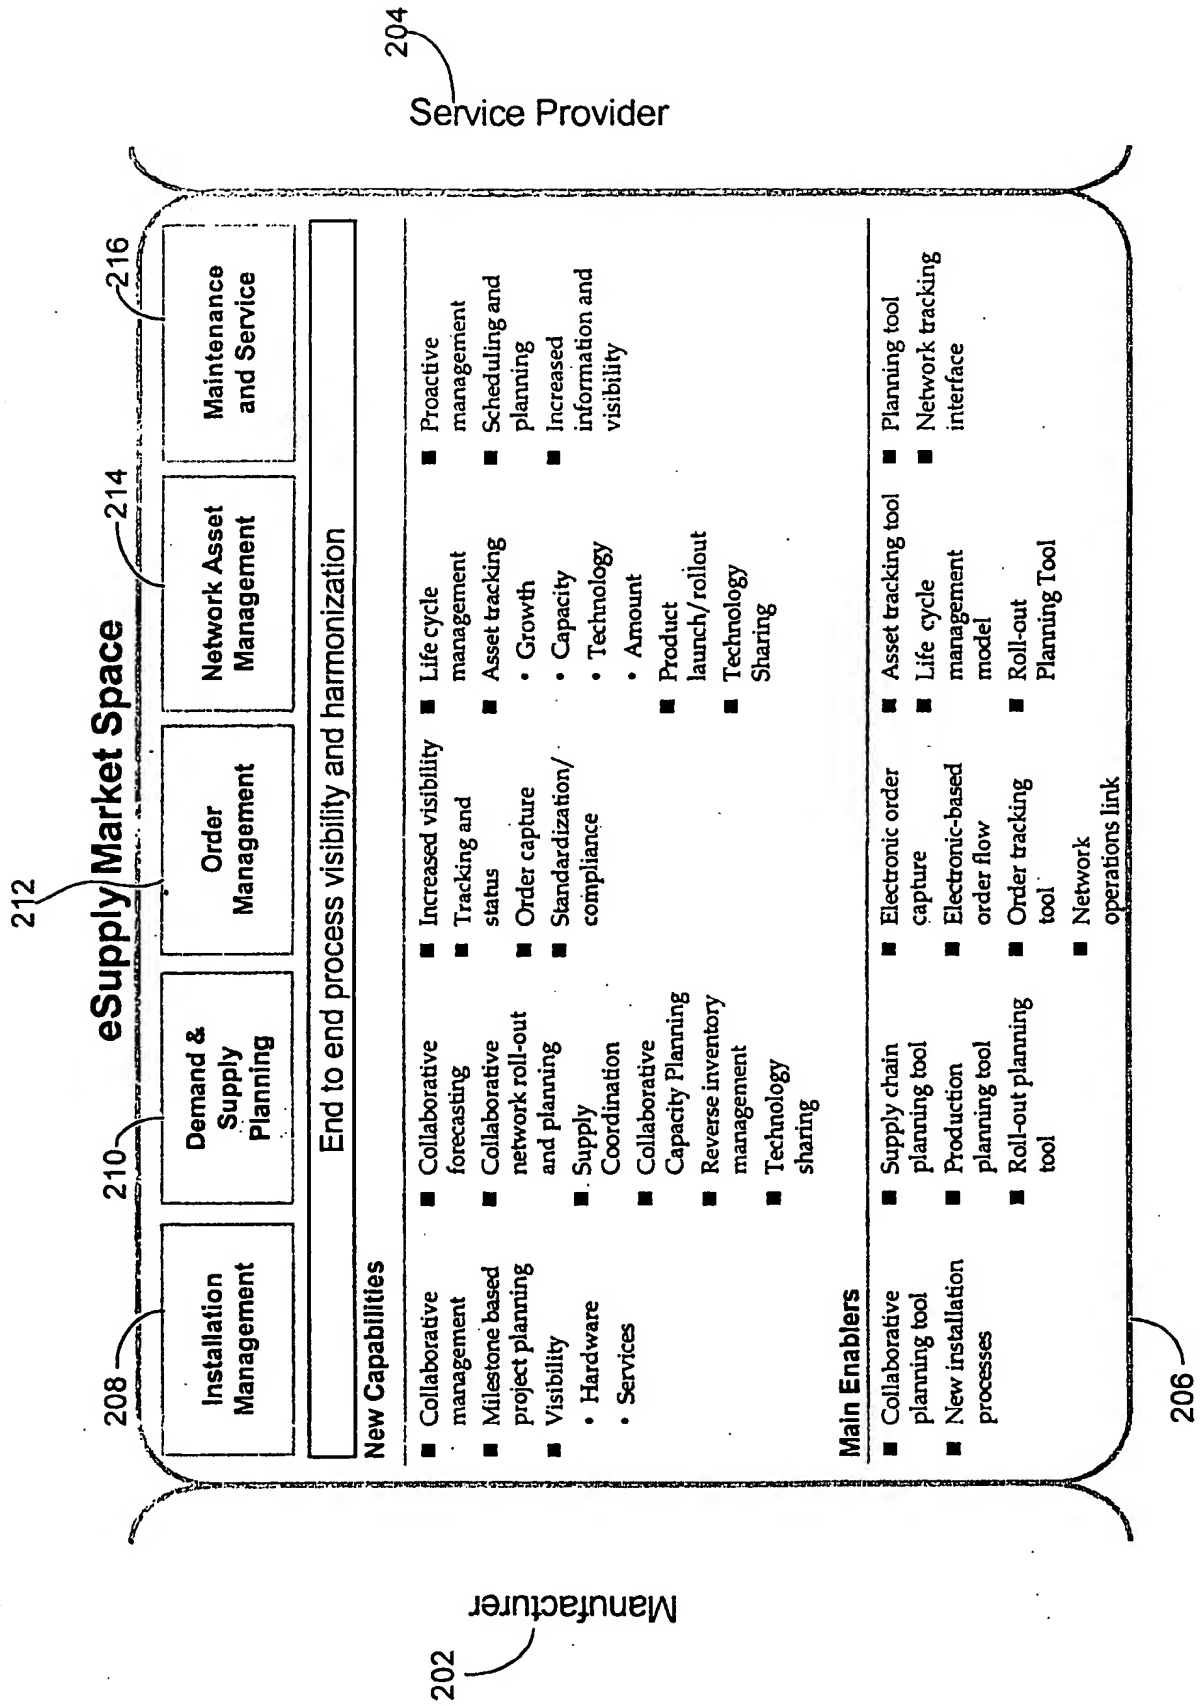 eSupply Market Space
202
Manufacturer
204
Service Provider
206
208
Installation
Management
210
Demand &
Supply
Planning
212
Order
Management
214
Network Asset
Management
216
Maintenance
and Service
End to end process visibility and harmonization
New Capabilities
■ Collaborative
management
■ Milestone based
project planning
■ Visibility
• Hardware
• Services
■ Collaborative
forecasting
■ Collaborative
network roll-out
and planning
■ Supply
Coordination
■ Collaborative
Capacity Planning
■ Reverse inventory
management
■ Technology
sharing
■ Increased visibility
■ Tracking and
status
■ Order capture
■ Standardization/
compliance
■ Life cycle
management
■ Asset tracking
• Growth
• Capacity
• Technology
• Amount
■ Product
launch/rollout
■ Technology
Sharing
■ Proactive
management
■ Scheduling and
planning
■ Increased
information and
visibility
Main Enablers
■ Collaborative
planning tool
■ New installation
processes
■ Supply chain
planning tool
■ Production
planning tool
■ Roll-out planning
tool
■ Electronic order
capture
■ Electronic-based
order flow
■ Order tracking
tool
■ Network
operations link
■ Asset tracking tool
■ Life cycle
management
model
■ Roll-out
Planning Tool
■ Planning tool
■ Network tracking
interface